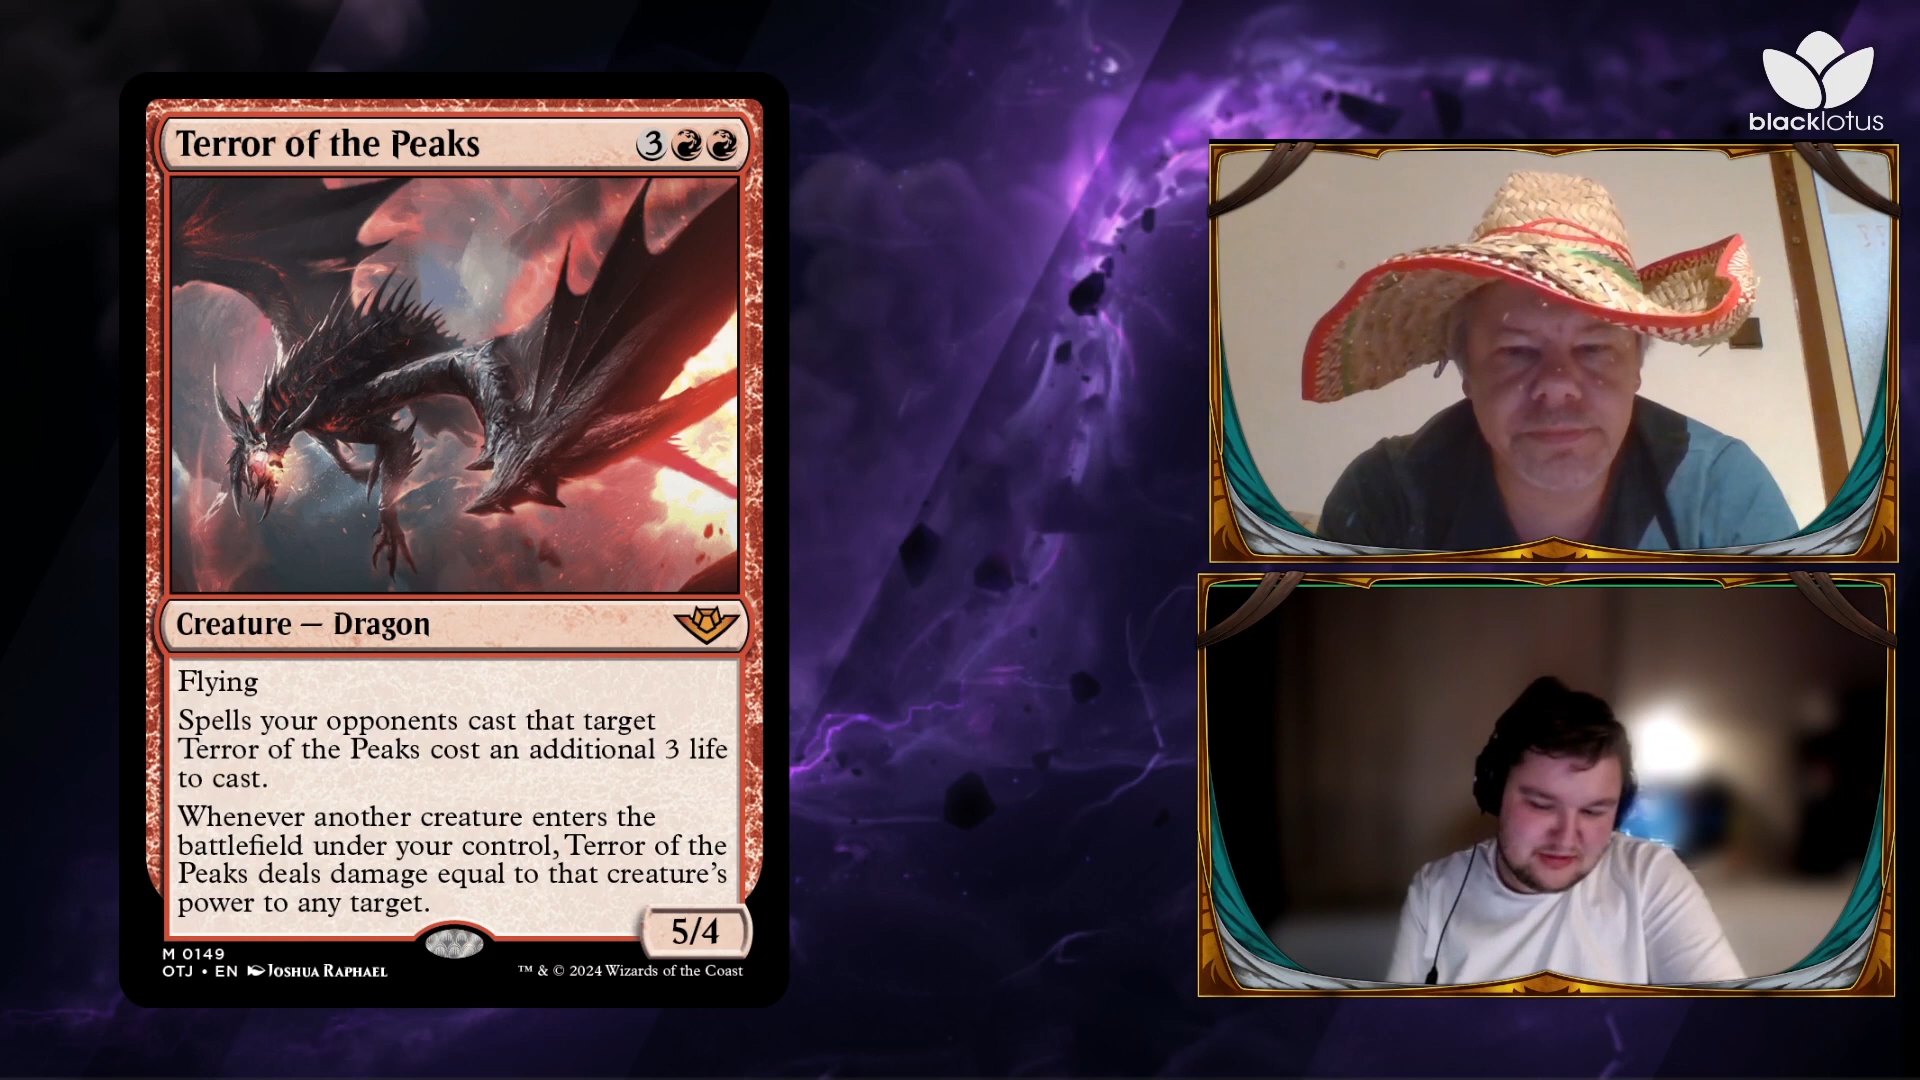 Terror of the Peaks
3
Creature — Dragon
Flying
Spells your opponents cast that target
Terror of the Peaks cost an additional 3 life
to cast.
Whenever another creature enters the
battlefield under your control, Terror of the
Peaks deals damage equal to that creature's
power to any target.
5/4
M 0149
OTJ • EN JOSHUA RAPHAEL
™ & © 2024 Wizards of the Coast
blacklotus